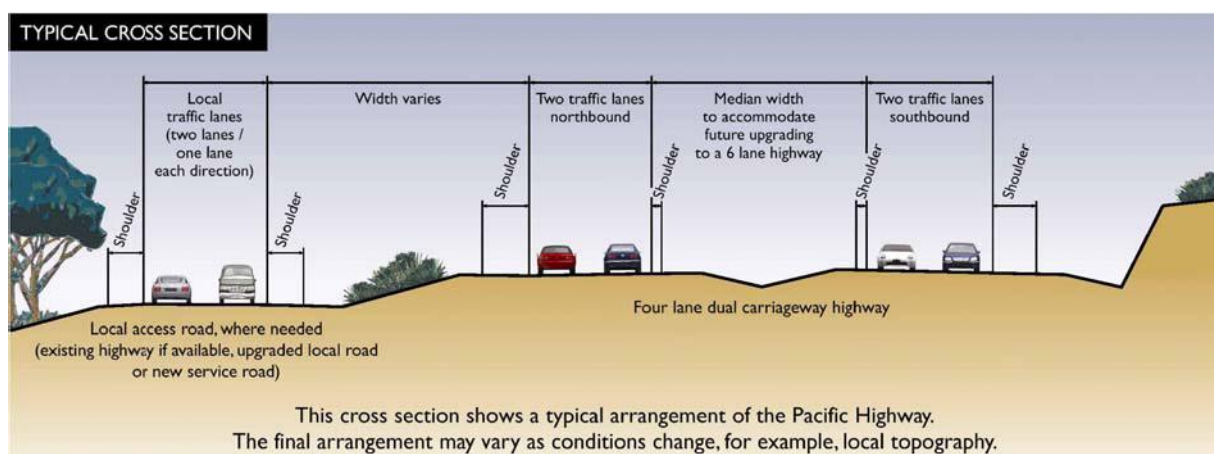 TYPICAL CROSS SECTION
Local
traffic lanes
(two lanes /
one lane
each direction)
Width varies
Two traffic lanes
northbound
Median width
to accommodate
future upgrading
to a 6 lane highway
Two traffic lanes
southbound
Shoulder
Shoulder
Shoulder
Shoulder
Shoulder
Shoulder
Four lane dual carriageway highway
Local access road, where needed
(existing highway if available, upgraded local road
or new service road)
This cross section shows a typical arrangement of the Pacific Highway.
The final arrangement may vary as conditions change, for example, local topography.